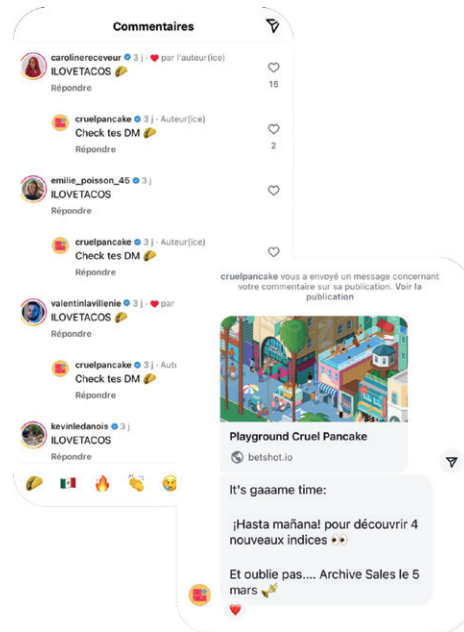 Commentaires
carolinereceveur 3 j · ❤️ par l'auteur(ice)
ILOVETACOS 🌮
Répondre
15
cruelpancake 3 j · Auteur(ice)
Check tes DM 🌮
Répondre
2
emilie_poisson_45 3 j
ILOVETACOS
Répondre
cruelpancake 3 j · Auteur(ice)
Check tes DM 🌮
Répondre
valentinlavillenie 3 j · ❤️ par
ILOVETACOS 🌮
Répondre
cruelpancake 3 j · Aute
Check tes DM 🌮
Répondre
kevinledanois 3 j
ILOVETACOS
Répondre
cruelpancake vous a envoyé un message concernant
votre commentaire sur sa publication. Voir la
publication
Playground Cruel Pancake
betshot.io
It's gaaame time:
¡Hasta mañana! pour découvrir 4
nouveaux indices 👀
Et oublie pas.... Archive Sales le 5
mars 🎺